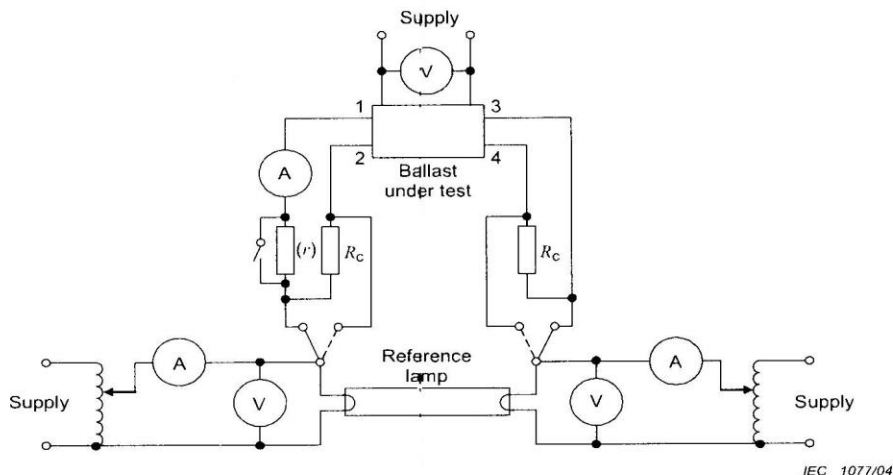 Supply
V
1
3
2
4
Ballast
under test
A
(r)
Rc
Rc
A
Reference
lamp
A
Supply
V
V
Supply
IEC 1077/04